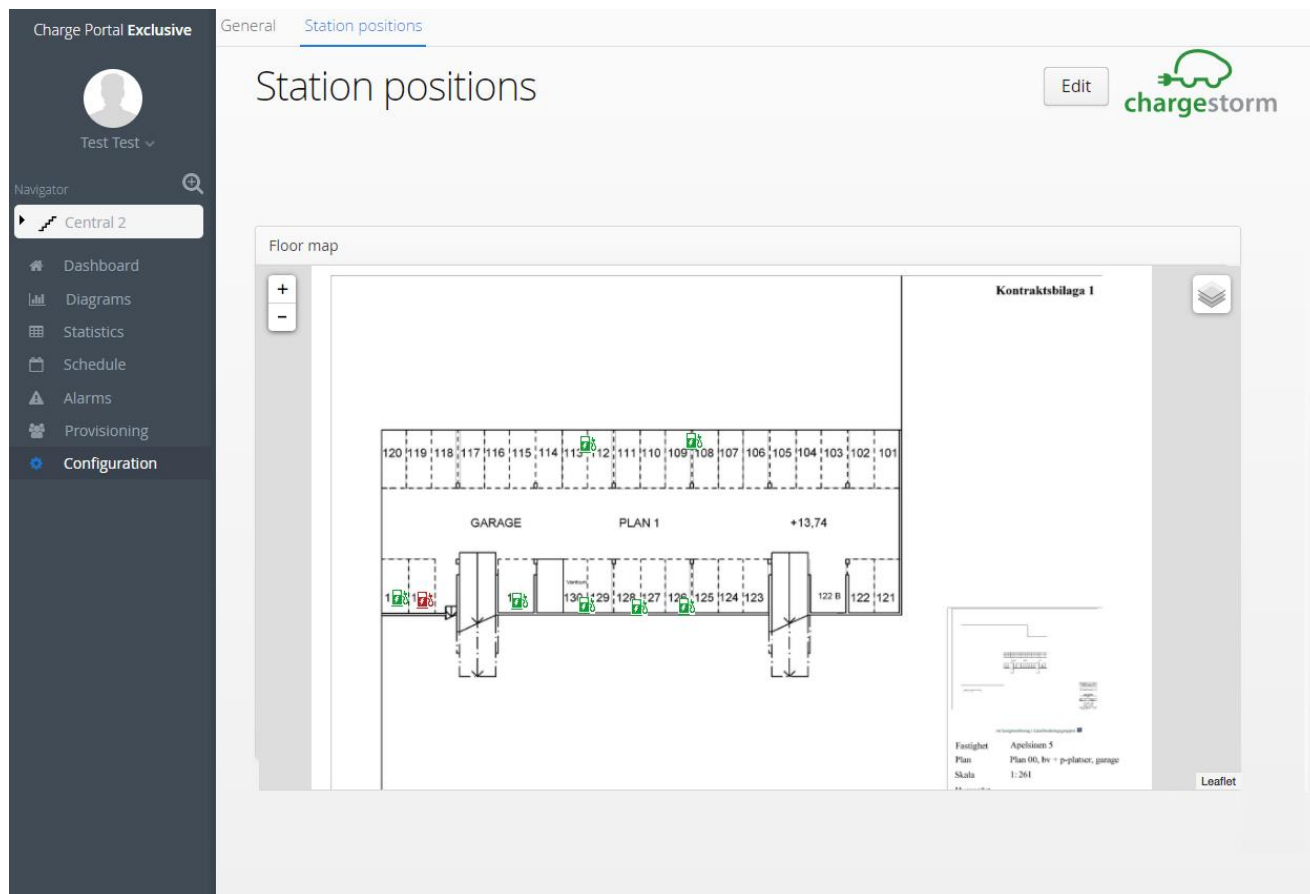 Charge Portal Exclusive
General Station positions
Station positions
Edit
chargestorm
Test Test
Navigator
Central 2
Dashboard
Diagrams
Statistics
Schedule
Alarms
Provisioning
Configuration
Floor map
+
-
Kontraktsbilaga 1
120 119 118 117 116 115 114 111 110 109 108 107 106 105 104 103 102 101
GARAGE PLAN 1 +13,74
127 125 124 123 122 B 122 121
Fastighet Apelsinen 5
Plan Plan 00, bv + p-platser, garage
Skala 1: 261
Leaflet